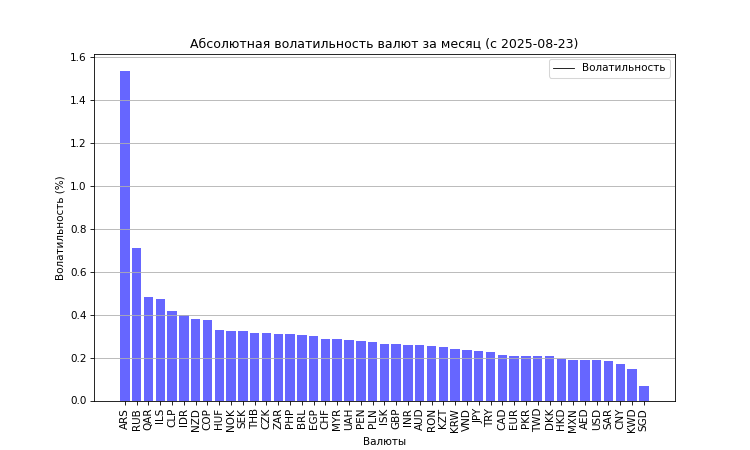 Абсолютная волатильность валют за месяц (с 2025-08-23)
Волатильность
Волатильность (%)
1.6
1.4
1.2
1.0
0.8
0.6
0.4
0.2
0.0
ARS
RUB
QAR
ILS
CLP
IDR
NZD
COP
HUF
NOK
SEK
THB
CZK
ZAR
PHP
BRL
EGP
CHF
MYR
UAH
PEN
PLN
ISK
GBP
INR
AUD
RON
KZT
KRW
VND
JPY
TRY
CAD
EUR
PKR
TWD
DKK
HKD
MXN
AED
USD
SAR
CNY
KWD
SGD
Валюты